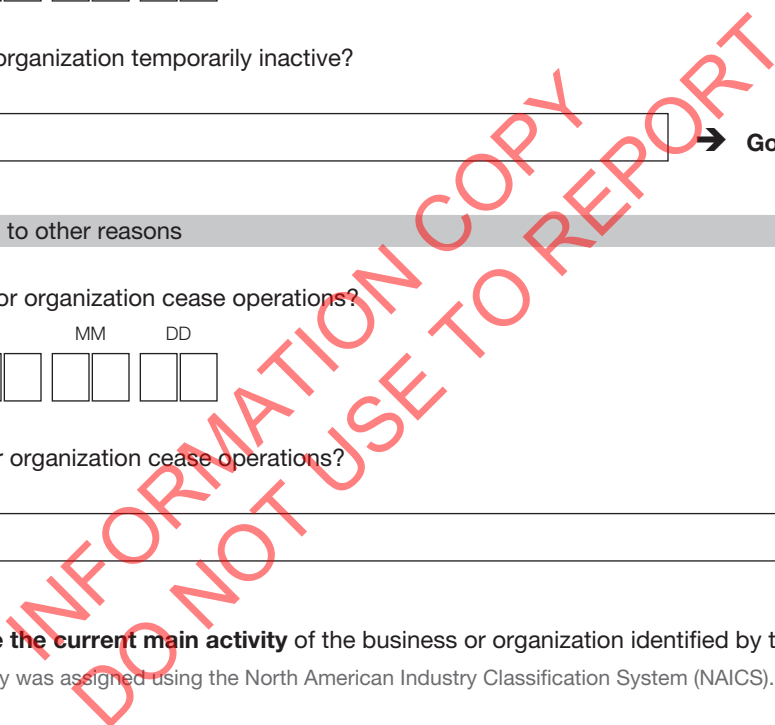 organization temporarily inactive?
➔ Go
to other reasons
or organization cease operations?
MM DD
organization cease operations?
the current main activity of the business or organization identified by t
y was assigned using the North American Industry Classification System (NAICS).
INFORMATION COPY
DO NOT USE TO REPORT